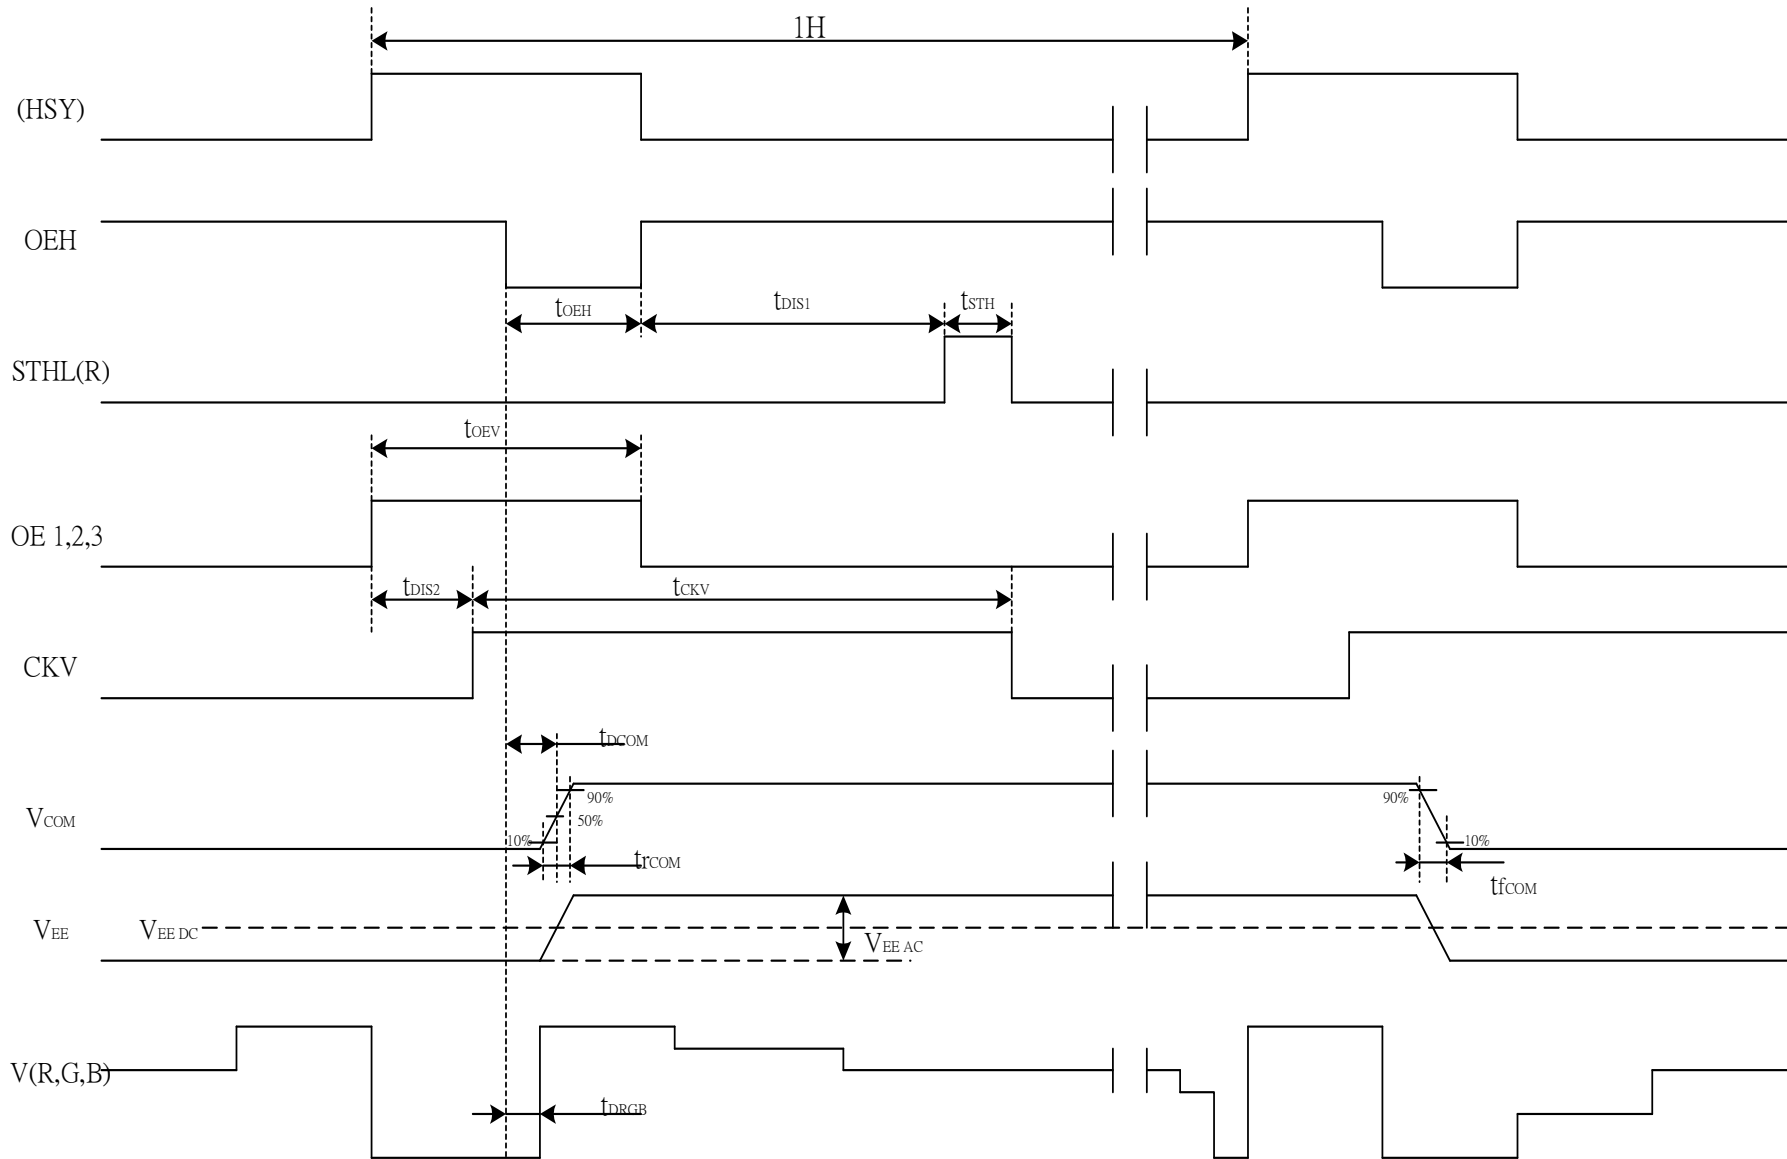 1H
(HSY)
OEH
tOEH
tDIS1
tSTH
STHL(R)
tOEV
OE 1,2,3
tDIS2
tCKV
CKV
tDCOM
90%
90%
VCOM
50%
10%
10%
trCOM
tfCOM
VEE
VEE DC
VEE AC
V(R,G,B)
tDRGB